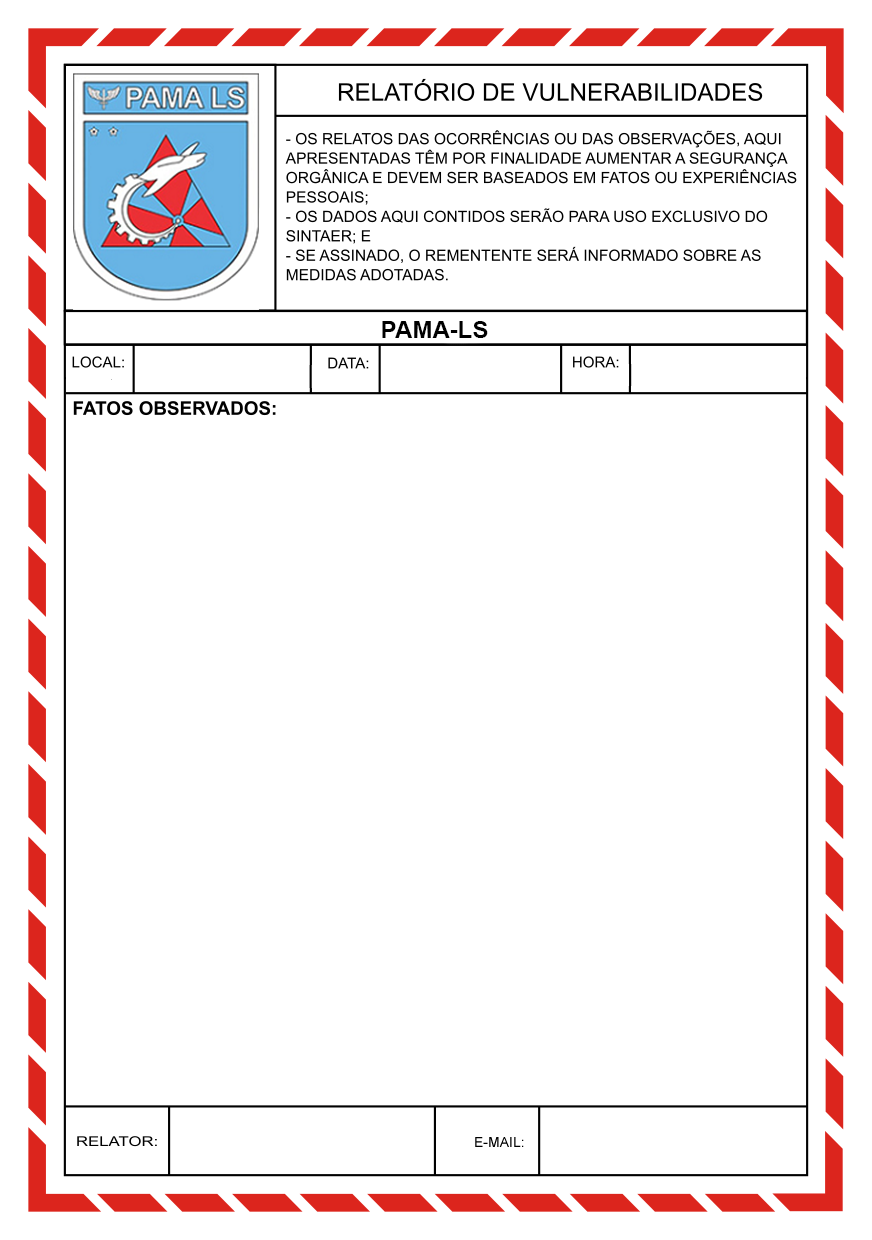 PAMA LS
RELATÓRIO DE VULNERABILIDADES
- OS RELATOS DAS OCORRÊNCIAS OU DAS OBSERVAÇÕES, AQUI
APRESENTADAS TÊM POR FINALIDADE AUMENTAR A SEGURANÇA
ORGÂNICA E DEVEM SER BASEADOS EM FATOS OU EXPERIÊNCIAS
PESSOAIS;
- OS DADOS AQUI CONTIDOS SERÃO PARA USO EXCLUSIVO DO
SINTAER; E
- SE ASSINADO, O REMENTENTE SERÁ INFORMADO SOBRE AS
MEDIDAS ADOTADAS.
PAMA-LS
LOCAL: DATA: HORA:
FATOS OBSERVADOS:
RELATOR: E-MAIL: